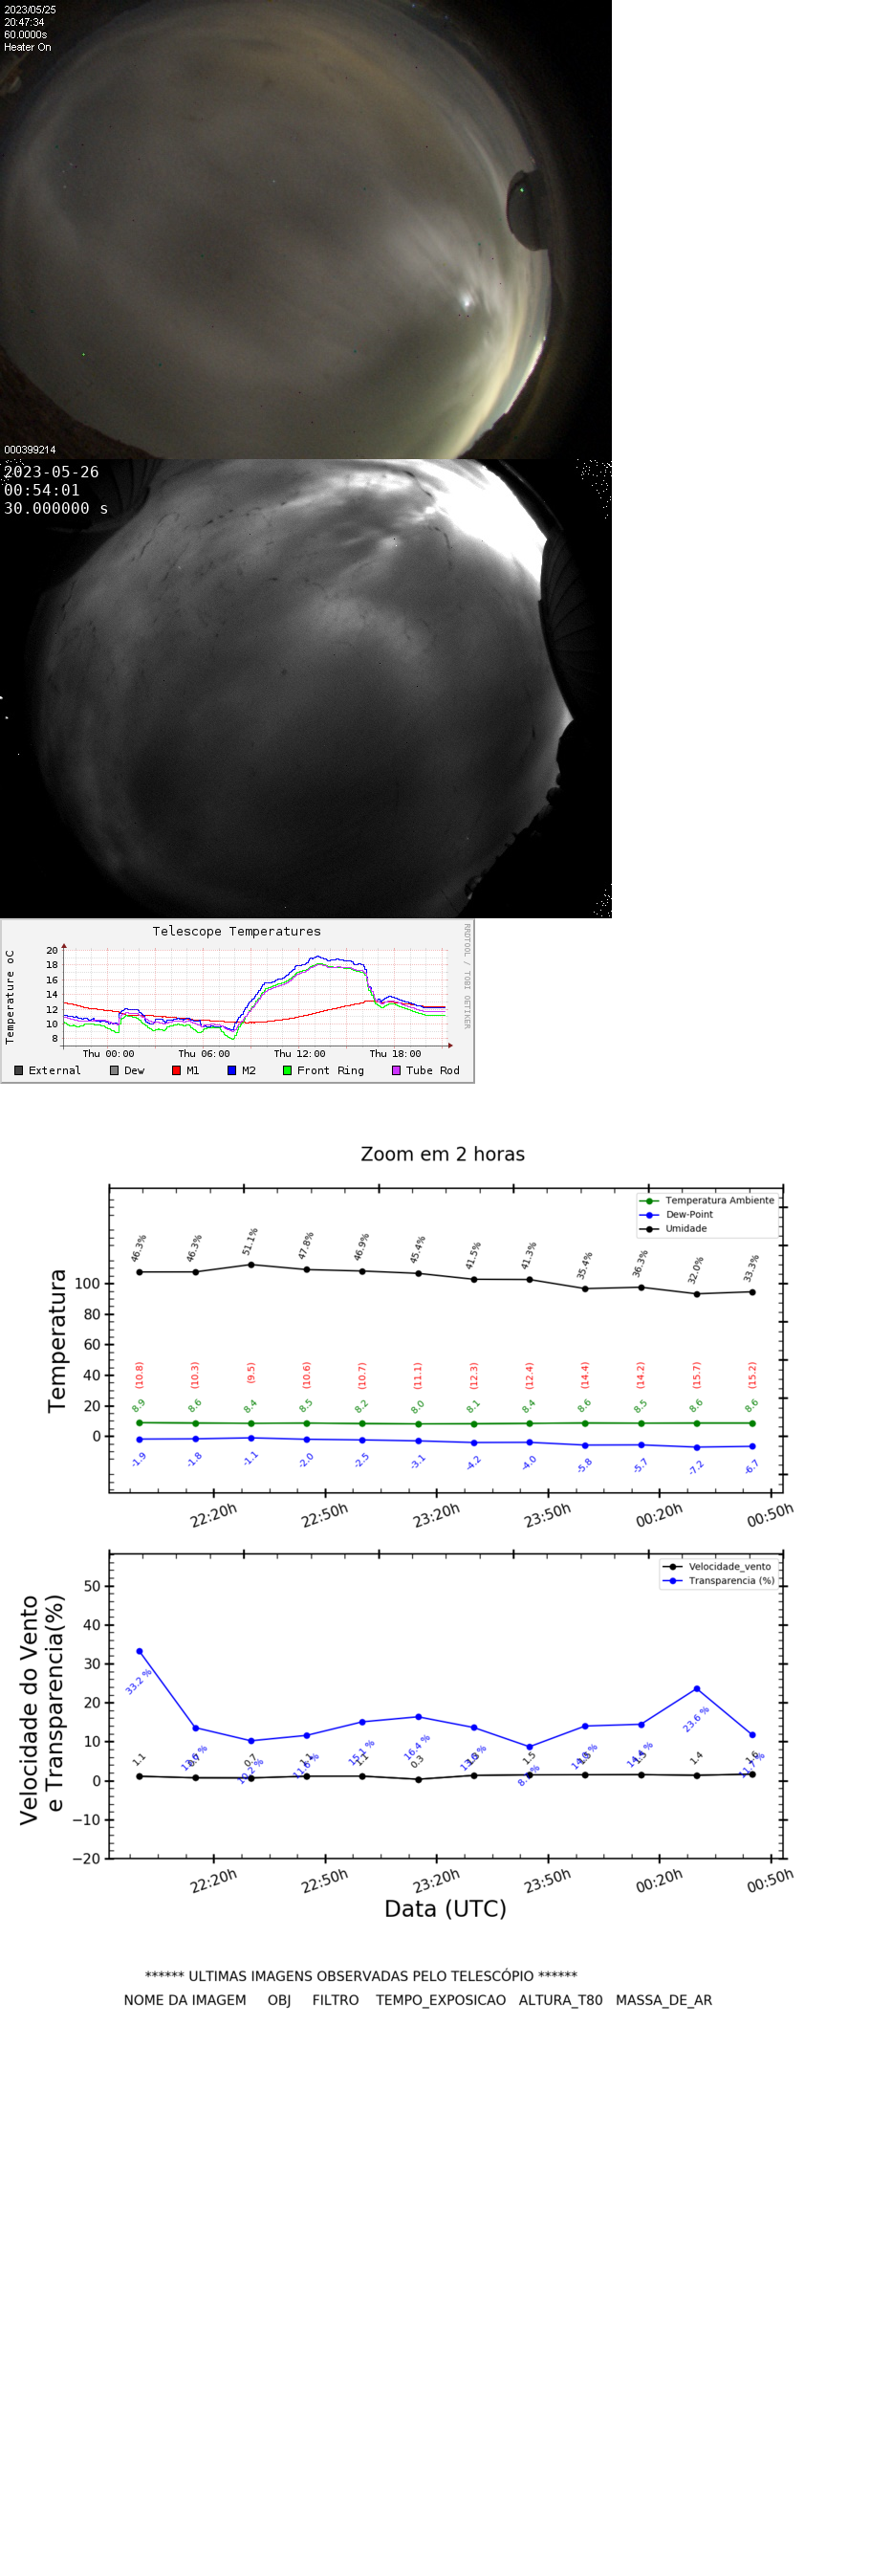 2023/05/25
20:47:34
60.0000s
Heater On
000399214
2023-05-26
00:54:01
30.000000 s
Telescope Temperatures
RRDTOOL / TOBI OETIKER
Temperature oC
20
18
16
14
12
10
8
Thu 00:00 Thu 06:00 Thu 12:00 Thu 18:00
External Dew M1 M2 Front Ring Tube Rod
Zoom em 2 horas
Temperatura Ambiente
Dew-Point
Umidade
Temperatura
100
80
60
40
20
0
46.3% 46.3% 51.1% 47.8% 46.9% 45.4% 41.5% 41.3% 35.4% 36.3% 32.0% 33.3%
(10.8) (10.3) (9.5) (10.6) (10.7) (11.1) (12.3) (12.4) (14.4) (14.2) (15.7) (15.2)
8.9 8.6 8.4 8.5 8.2 8.0 8.1 8.4 8.6 8.5 8.6 8.6
-1.9 -1.8 -1.1 -2.0 -2.5 -3.1 -4.2 -4.0 -5.8 -5.7 -7.2 -6.7
22:20h 22:50h 23:20h 23:50h 00:20h 00:50h
Velocidade_vento
Transparencia (%)
Velocidade do Vento
e Transparencia(%)
50
40
30
20
10
0
−10
−20
33.2 % 16.4 % 23.6 %
1.1 0.7 0.3 1.5 1.4 1.6
22:20h 22:50h 23:20h 23:50h 00:20h 00:50h
Data (UTC)
****** ULTIMAS IMAGENS OBSERVADAS PELO TELESCÓPIO ******
NOME DA IMAGEM OBJ FILTRO TEMPO_EXPOSICAO ALTURA_T80 MASSA_DE_AR